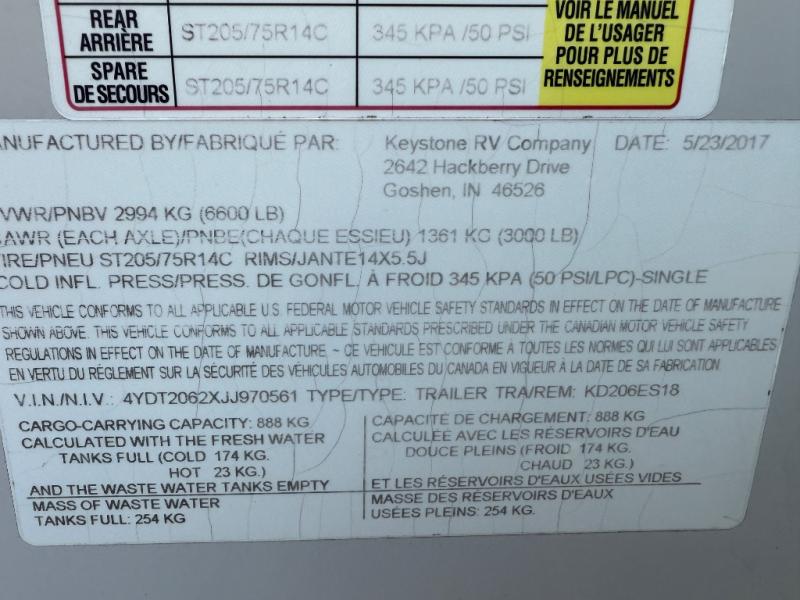 REAR
ARRIÈRE
ST205/75R14C
345 KPA /50 PSI
SPARE
DE SECOURS
ST205/75R14C
345 KPA /50 PSI
VOIR LE MANUEL
DE L'USAGER
POUR PLUS DE
RENSEIGNEMENTS
ANUFACTURED BY/FABRIQUÉ PAR: Keystone RV Company DATE: 5/23/2017
2642 Hackberry Drive
Goshen, IN 46526
VWR/PNBV 2994 KG (6600 LB)
AWR (EACH AXLE)/PNBE(CHAQUE ESSIEU) 1361 KG (3000 LB)
IRE/PNEU ST205/75R14C RIMS/JANTE14X5.5J
COLD INFL. PRESS/PRESS. DE GONFL. À FROID 345 KPA (50 PSI/LPC)-SINGLE
THIS VEHICLE CONFORMS TO ALL APPLICABLE U.S. FEDERAL MOTOR VEHICLE SAFETY STANDARDS IN EFFECT ON THE DATE OF MANUFACTURE
SHOWN ABOVE. THIS VEHICLE CONFORMS TO ALL APPLICABLE STANDARDS PRESCRIBED UNDER THE CANADIAN MOTOR VEHICLE SAFETY
REGULATIONS IN EFFECT ON THE DATE OF MANUFACTURE. ~ CE VÉHICULE EST CONFORME À TOUTES LES NORMES QUI LUI SONT APPLICABLES
EN VERTU DU RÈGLEMENT SUR LA SÉCURITÉ DES VÉHICULES AUTOMOBILES DU CANADA EN VIGUEUR À LA DATE DE SA FABRICATION
V.I.N./N.I.V.: 4YDT2062XJJ970561 TYPE/TYPE: TRAILER TRA/REM: KD206ES18
CARGO-CARRYING CAPACITY: 888 KG
CALCULATED WITH THE FRESH WATER
TANKS FULL (COLD 174 KG.)
HOT 23 KG.)
AND THE WASTE WATER TANKS EMPTY
MASS OF WASTE WATER
TANKS FULL: 254 KG
CAPACITÉ DE CHARGEMENT: 888 KG
CALCULÉE AVEC LES RÉSERVOIRS D'EAU
DOUCE PLEINS (FROID 174 KG.
CHAUD 23 KG.)
ET LES RÉSERVOIRS D'EAUX USÉES VIDES
MASSE DES RÉSERVOIRS D'EAUX
USÉES PLEINS: 254 KG.